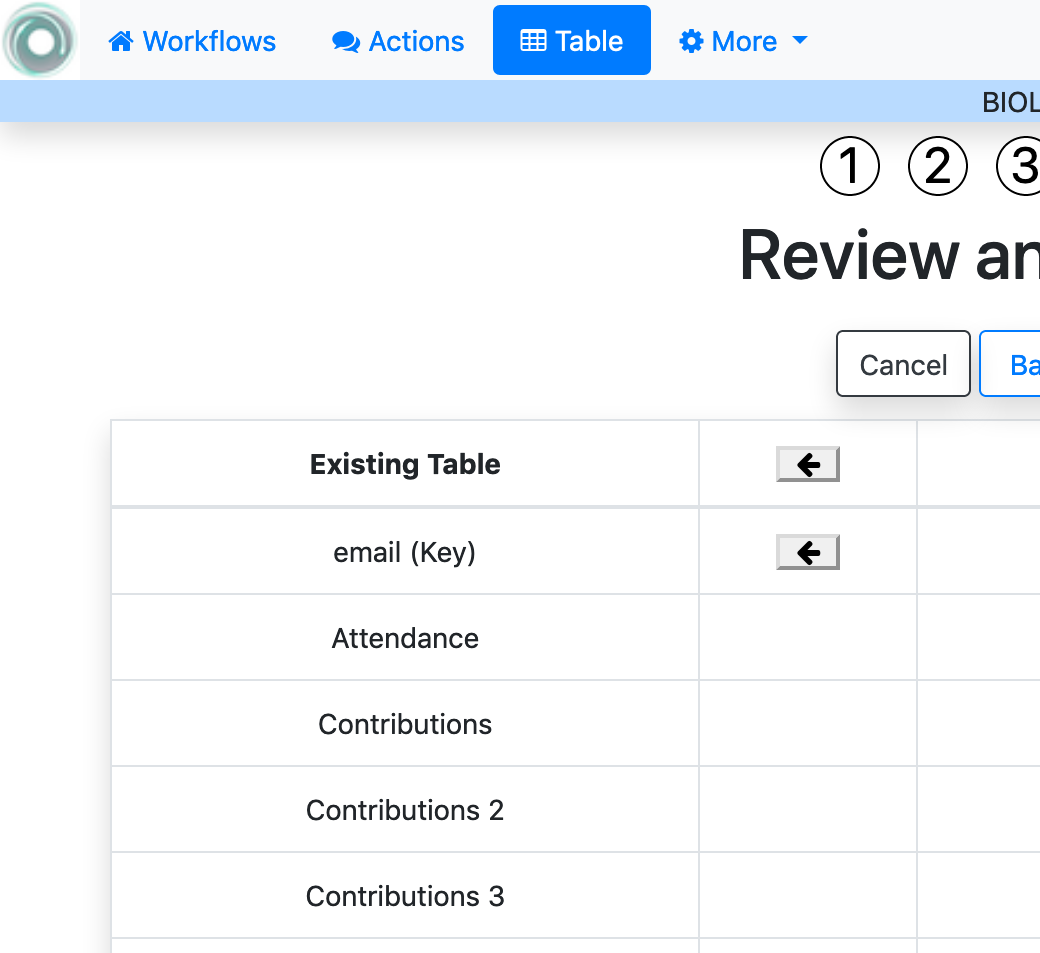 Workflows Actions Table More
BIOL
1 2 3
Review an
Cancel Ba
Existing Table
email (Key)
Attendance
Contributions
Contributions 2
Contributions 3